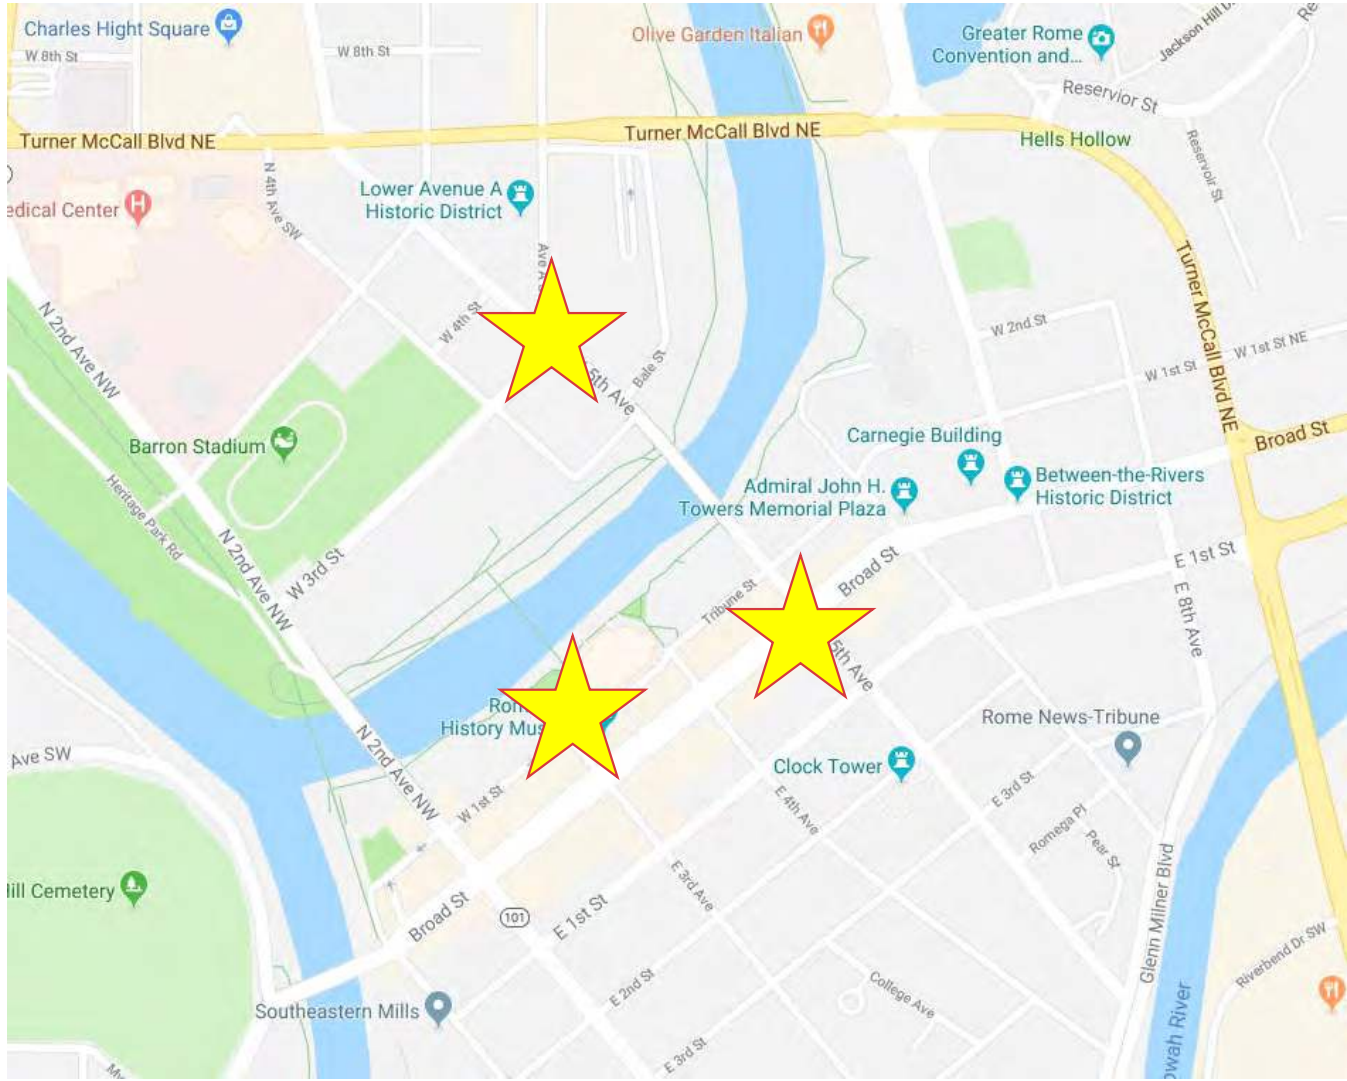 Charles Hight Square
W 8th St
W 8th St
Olive Garden Italian
Greater Rome
Convention and...
Jackson Hill D
Re
Reservior St
Turner McCall Blvd NE
Turner McCall Blvd NE
Hells Hollow
Reservoir St
N 4th Ave SW
Lower Avenue A
Historic District
edical Center
H
Ave A
Turner McCall Blvd NE
N 2nd Ave NW
W 4th St
W 2nd St
W 1st St NE
W 1st St
5th Ave
Bale St
Broad St
Barron Stadium
Carnegie Building
Between-the-Rivers
Historic District
Admiral John H.
Towers Memorial Plaza
Heritage Park Rd
N 2nd Ave NW
W 3rd St
Broad St
E 1st St
Tribune St
E 8th Ave
5th Ave
Rom
History Mus
Rome News-Tribune
N 2nd Ave NW
Ave SW
Clock Tower
W 1st St
E 4th Ave
E 3rd St
Romega Pl
Pear St
ill Cemetery
E 3rd Ave
Broad St
101
E 1st St
Glenn Milner Blvd
Riverbend Dr SW
E 2nd St
College Ave
Southeastern Mills
E 3rd St
owah River